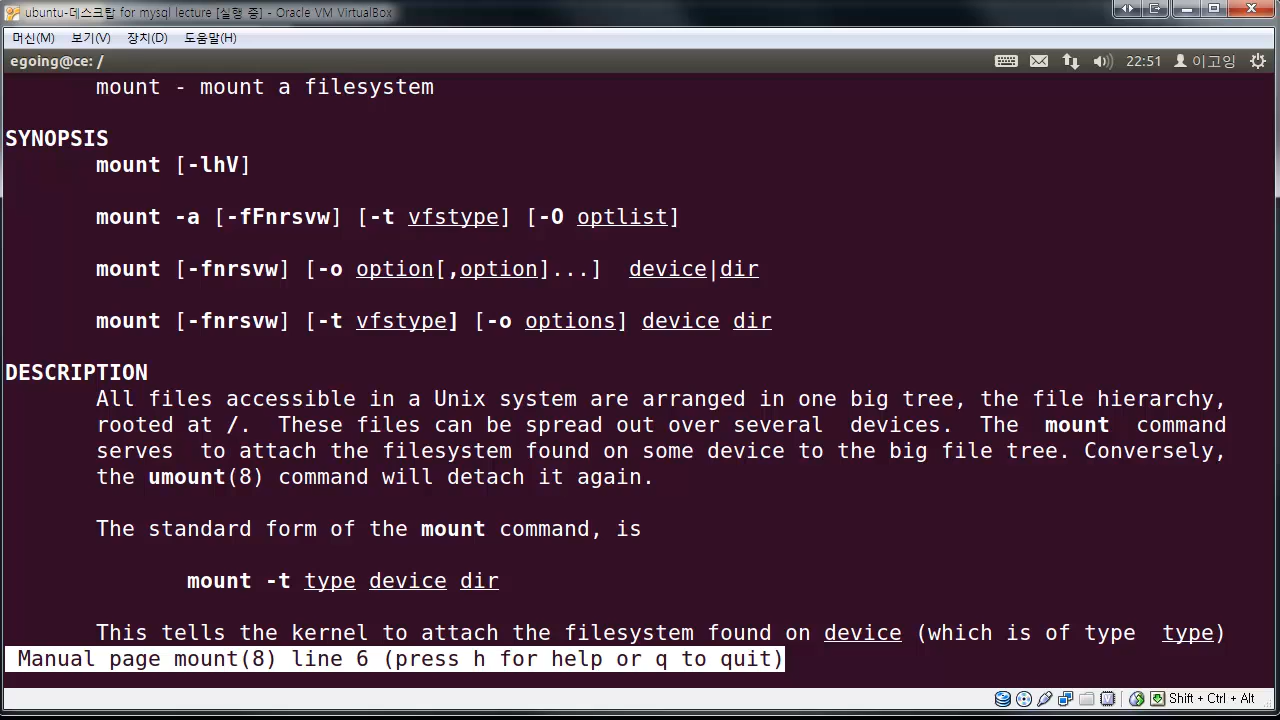 ubuntu-데스크탑 for mysql lecture [실행 중] - Oracle VM VirtualBox
머신(M) 보기(V) 장치(D) 도움말(H)
egoing@ce: / 22:51 이고잉
mount - mount a filesystem
SYNOPSIS
mount [-lhV]
mount -a [-fFnrsvw] [-t vfstype] [-O optlist]
mount [-fnrsvw] [-o option[,option]...]  device|dir
mount [-fnrsvw] [-t vfstype] [-o options] device dir
DESCRIPTION
All files accessible in a Unix system are arranged in one big tree, the file hierarchy,
rooted at /.  These files can be spread out over several  devices.  The  mount  command
serves  to attach the filesystem found on some device to the big file tree. Conversely,
the umount(8) command will detach it again.
The standard form of the mount command, is
mount -t type device dir
This tells the kernel to attach the filesystem found on device (which is of type  type)
Manual page mount(8) line 6 (press h for help or q to quit)
Shift + Ctrl + Alt